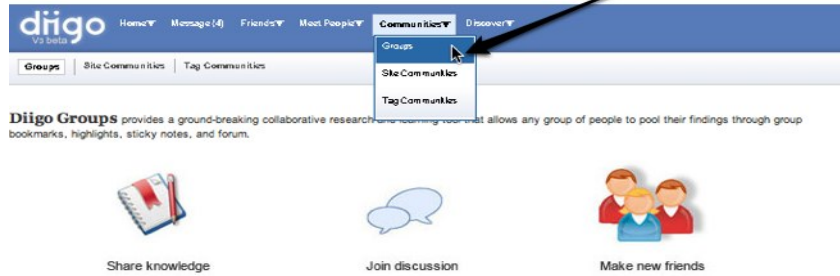 diigo Home▼ Message (4) Friends▼ Meet People▼ Communities▼ Discover▼
V3 beta
Groups
Site Communities
Tag Communities
Groups | Site Communities | Tag Communities
Diigo Groups provides a ground-breaking collaborative research and learning tool that allows any group of people to pool their findings through group
bookmarks, highlights, sticky notes, and forum.
Share knowledge
Join discussion
Make new friends